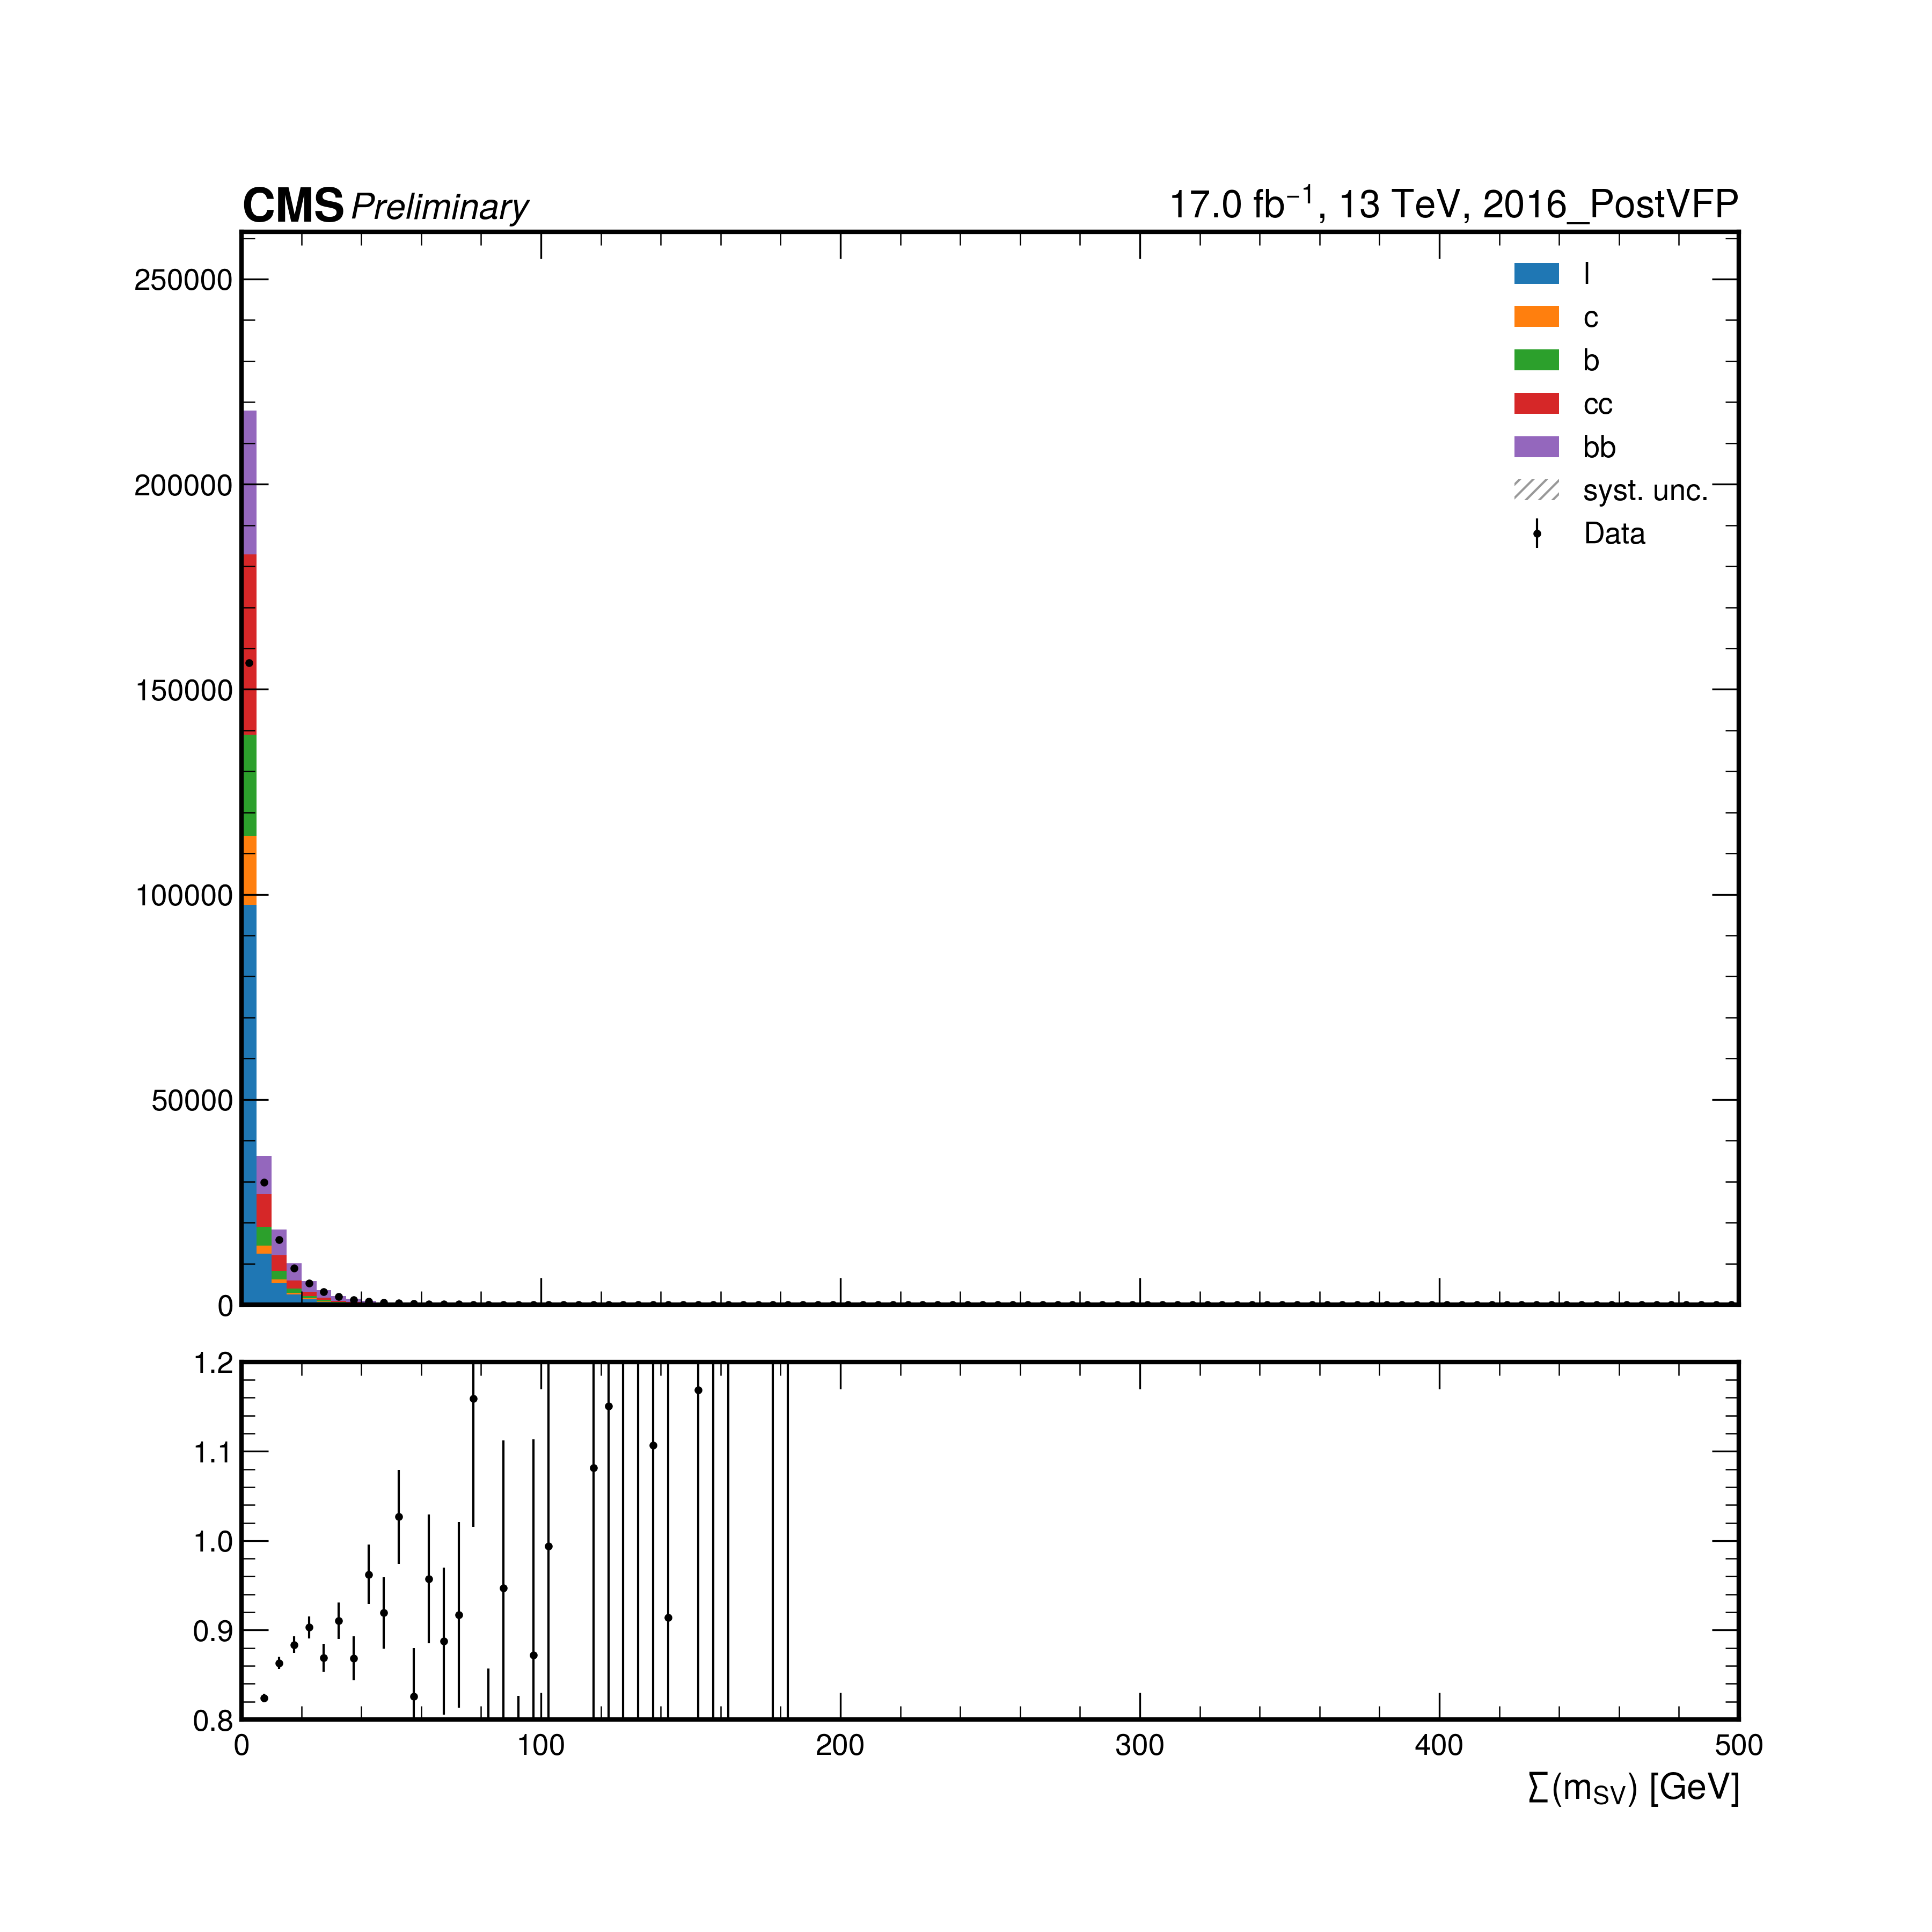 CMS Preliminary
17.0 fb⁻¹, 13 TeV, 2016_PostVFP
250000
200000
150000
100000
50000
0
l
c
b
cc
bb
syst. unc.
Data
1.2
1.1
1.0
0.9
0.8
0 100 200 300 400 500
Σ(m_SV) [GeV]